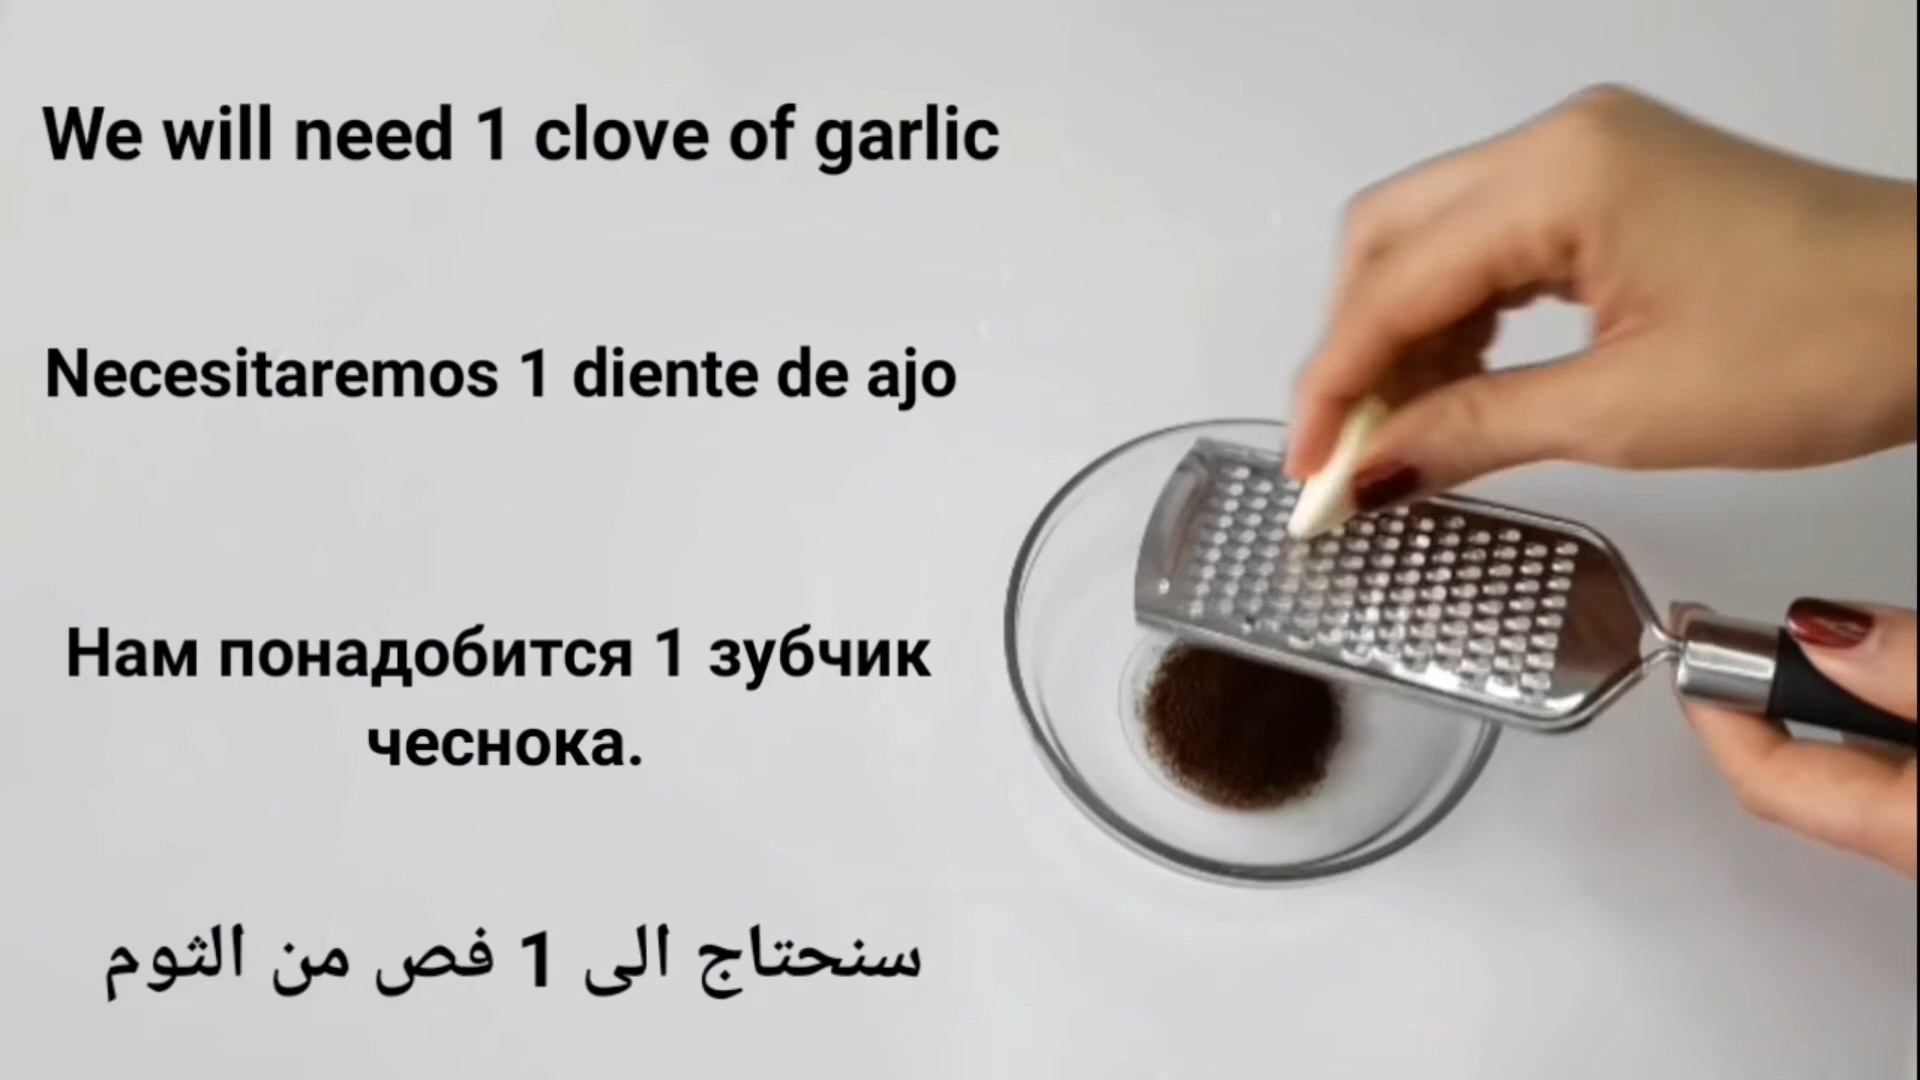 We will need 1 clove of garlic
Necesitaremos 1 diente de ajo
Нам понадобится 1 зубчик
чеснока.
سنحتاج الى 1 فص من الثوم